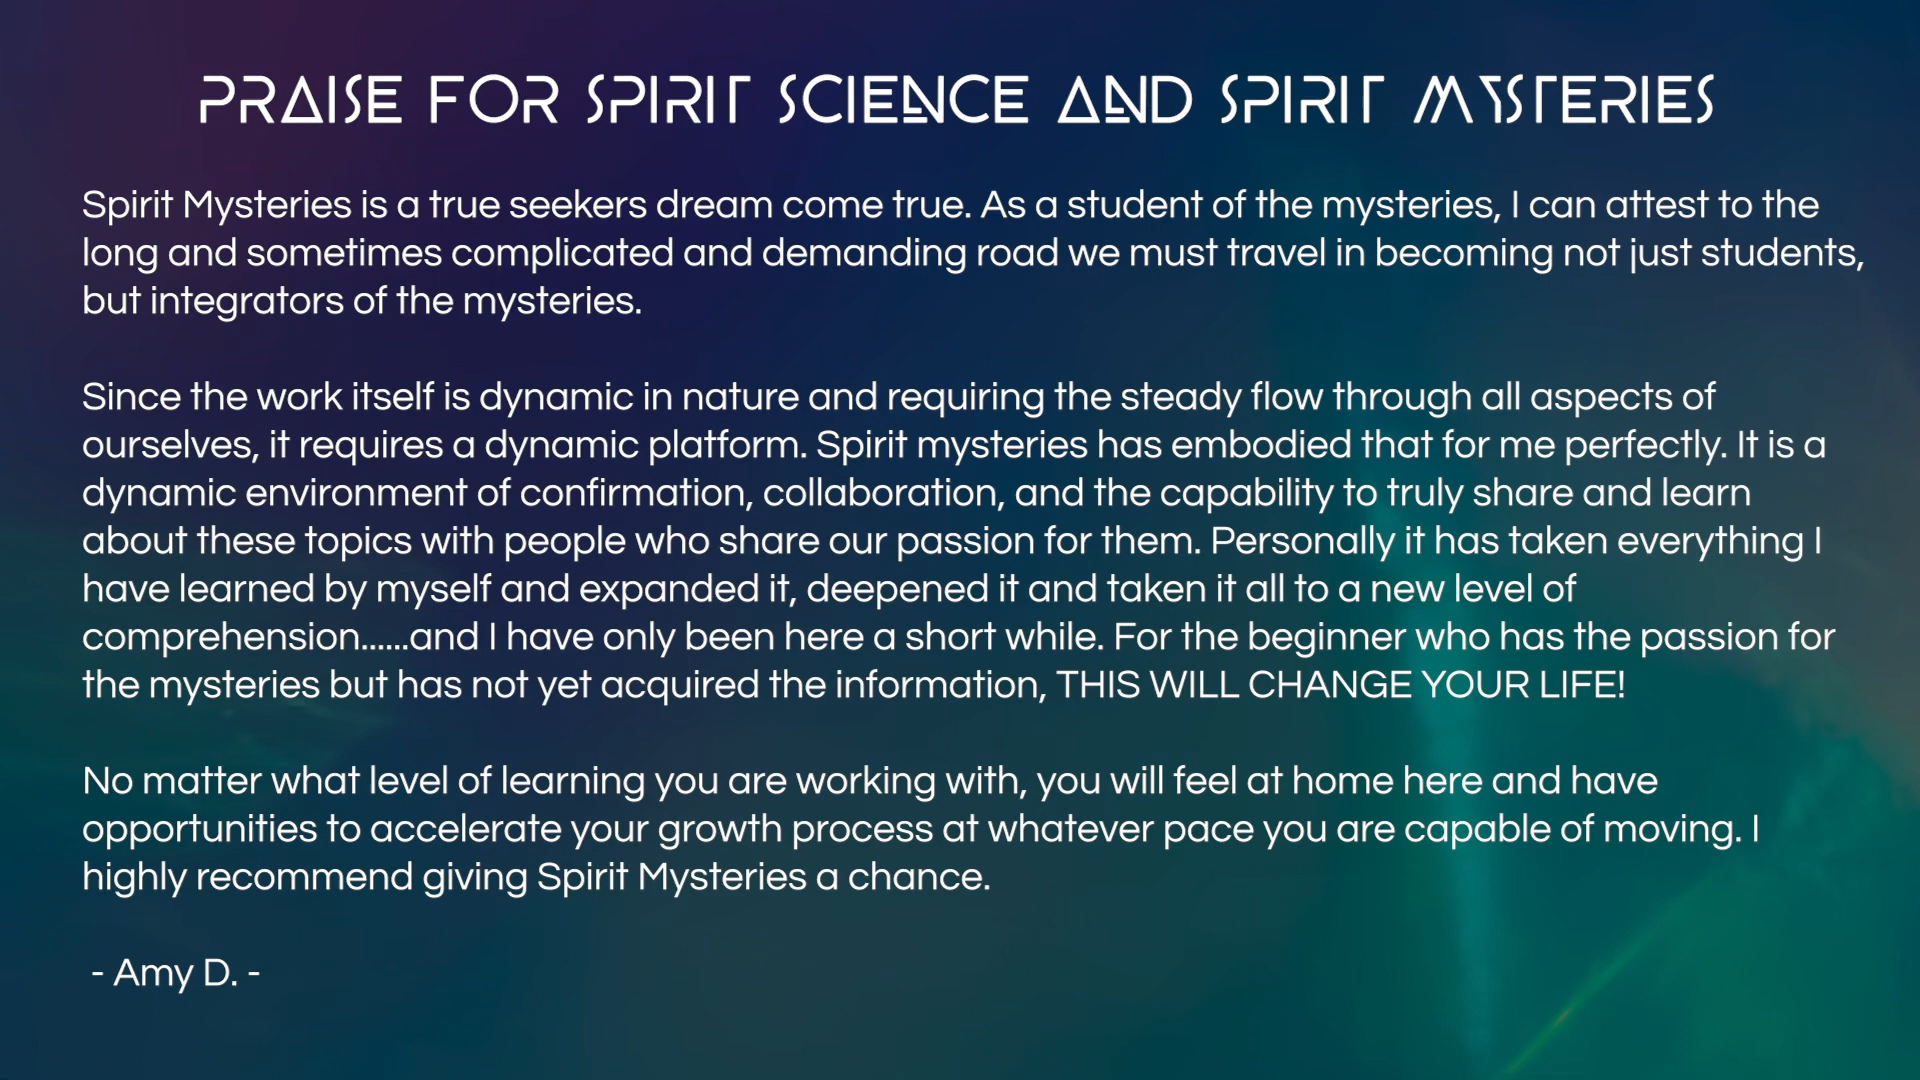 PRAISE FOR SPIRIT SCIENCE AND SPIRIT MYSTERIES
Spirit Mysteries is a true seekers dream come true. As a student of the mysteries, I can attest to the
long and sometimes complicated and demanding road we must travel in becoming not just students,
but integrators of the mysteries.
Since the work itself is dynamic in nature and requiring the steady flow through all aspects of
ourselves, it requires a dynamic platform. Spirit mysteries has embodied that for me perfectly. It is a
dynamic environment of confirmation, collaboration, and the capability to truly share and learn
about these topics with people who share our passion for them. Personally it has taken everything I
have learned by myself and expanded it, deepened it and taken it all to a new level of
comprehension......and I have only been here a short while. For the beginner who has the passion for
the mysteries but has not yet acquired the information, THIS WILL CHANGE YOUR LIFE!
No matter what level of learning you are working with, you will feel at home here and have
opportunities to accelerate your growth process at whatever pace you are capable of moving. I
highly recommend giving Spirit Mysteries a chance.
- Amy D. -